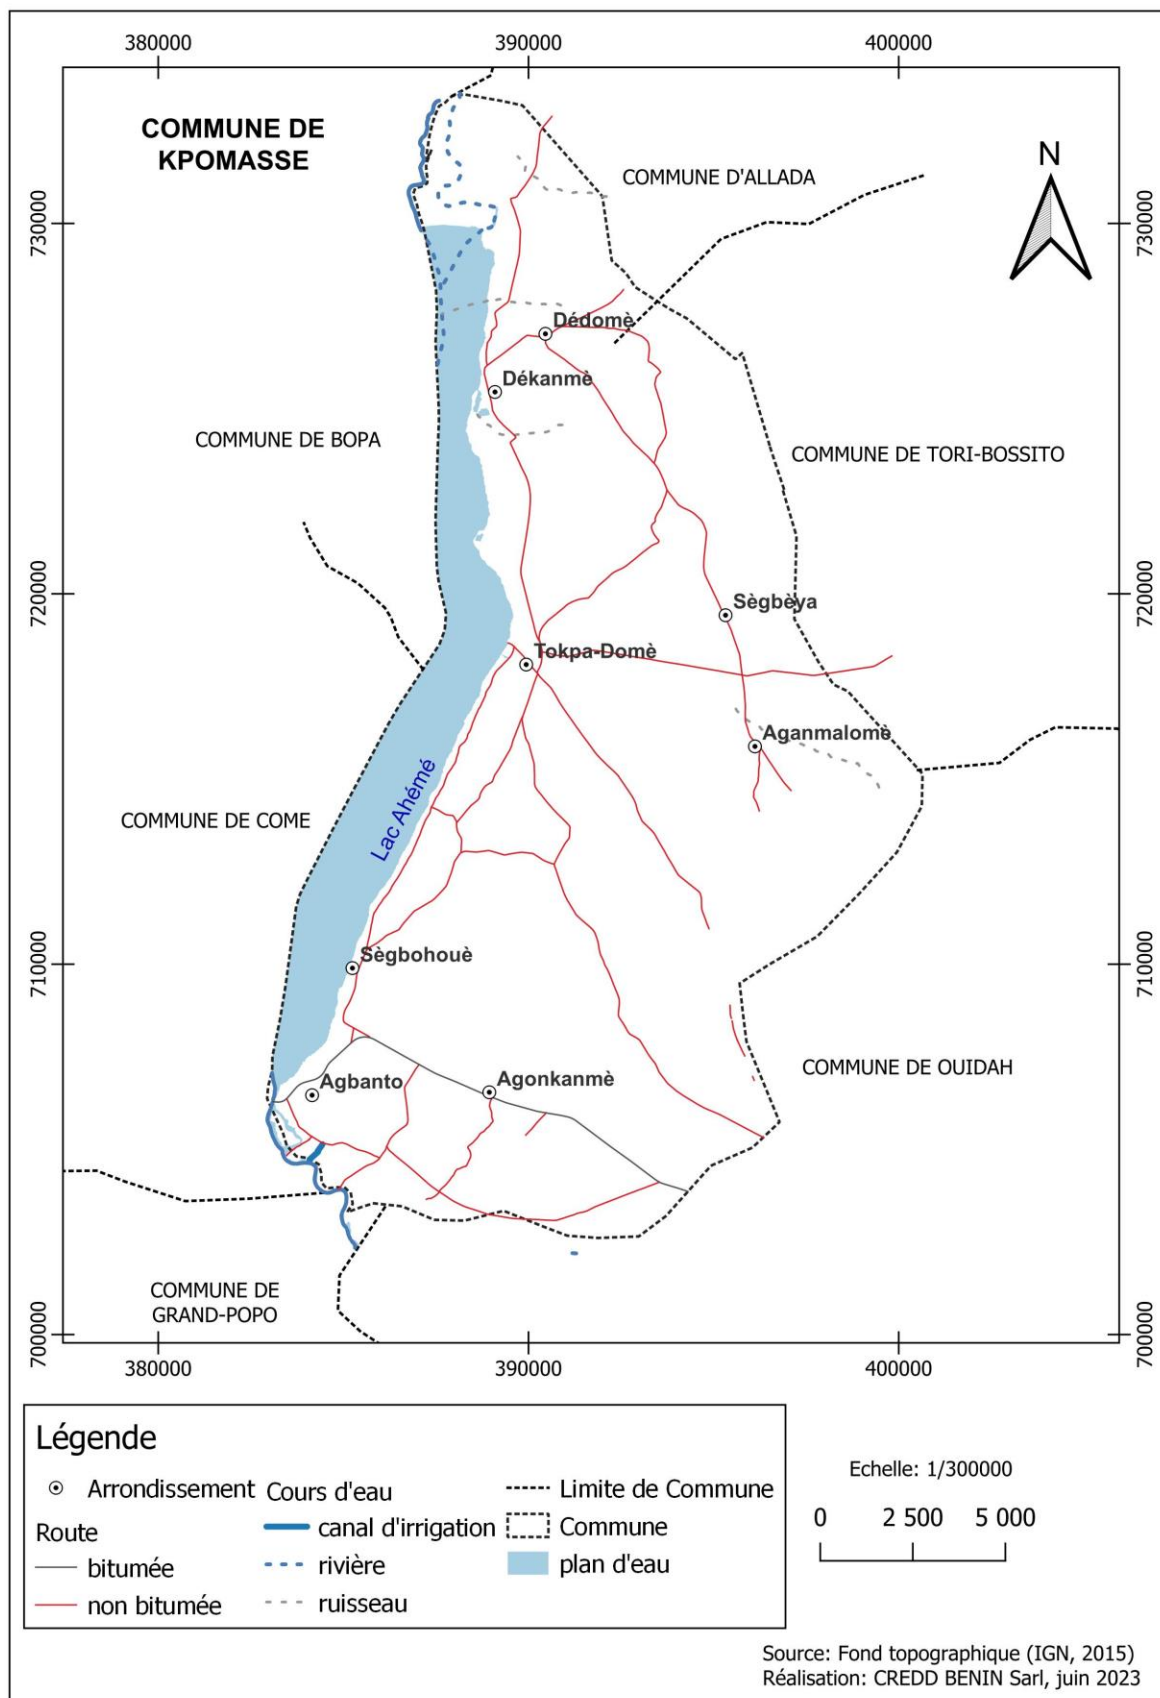 380000
390000
400000
COMMUNE DE
KPOMASSE
N
COMMUNE D'ALLADA
730000
730000
Dédomè
Dékanmè
COMMUNE DE BOPA
COMMUNE DE TORI-BOSSITO
720000
720000
Sègbèya
Tokpa-Domè
Aganmalomè
Lac Ahémé
COMMUNE DE COME
710000
710000
Sègbohouè
COMMUNE DE OUIDAH
Agbanto
Agonkanmè
COMMUNE DE
GRAND-POPO
700000
700000
380000
390000
400000
Légende
Arrondissement
Route
bitumée
non bitumée
Cours d'eau
canal d'irrigation
rivière
ruisseau
Limite de Commune
Commune
plan d'eau
Echelle: 1/300000
0 2 500 5 000
Source: Fond topographique (IGN, 2015)
Réalisation: CREDD BENIN Sarl, juin 2023